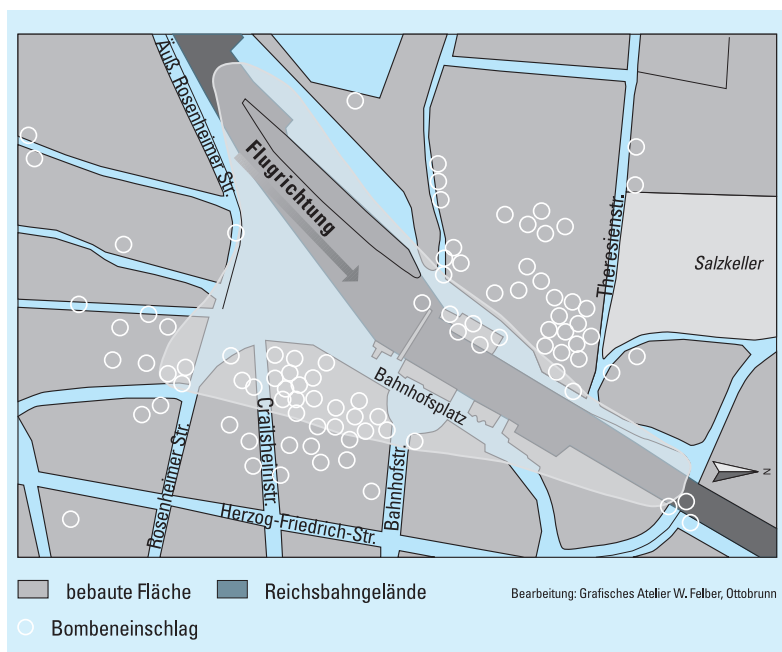 Äuß. Rosenheimer Str.
Flugrichtung
Theresienstr.
Salzkeller
Bahnhofsplatz
Rosenheimer Str.
Crailsheimstr.
Bahnhofstr.
Herzog-Friedrich-Str.
N
bebaute Fläche
Reichsbahngelände
Bearbeitung: Grafisches Atelier W. Felber, Ottobrunn
Bombeneinschlag